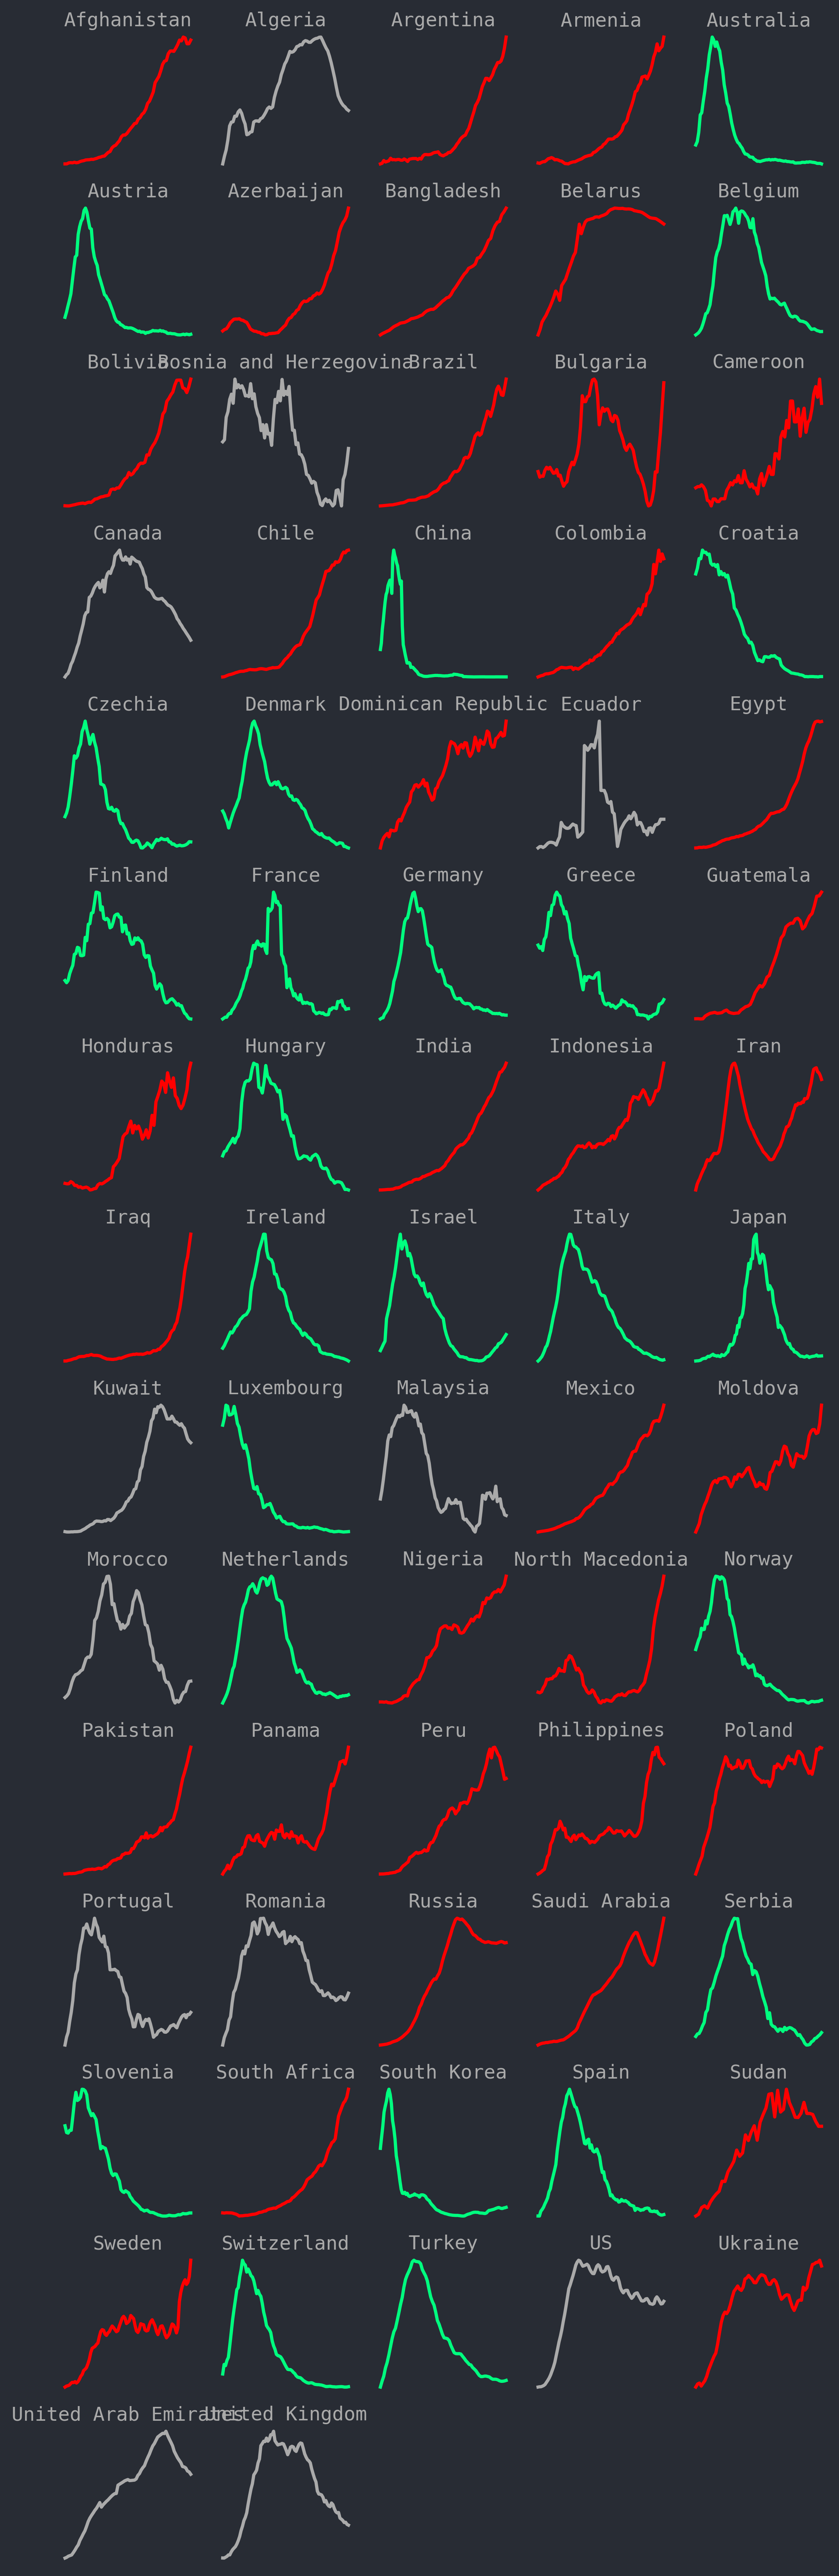 Afghanistan Algeria Argentina Armenia Australia
Austria Azerbaijan Bangladesh Belarus Belgium
Bolivia Bosnia and Herzegovina Brazil Bulgaria Cameroon
Canada Chile China Colombia Croatia
Czechia Denmark Dominican Republic Ecuador Egypt
Finland France Germany Greece Guatemala
Honduras Hungary India Indonesia Iran
Iraq Ireland Israel Italy Japan
Kuwait Luxembourg Malaysia Mexico Moldova
Morocco Netherlands Nigeria North Macedonia Norway
Pakistan Panama Peru Philippines Poland
Portugal Romania Russia Saudi Arabia Serbia
Slovenia South Africa South Korea Spain Sudan
Sweden Switzerland Turkey US Ukraine
United Arab Emirates United Kingdom